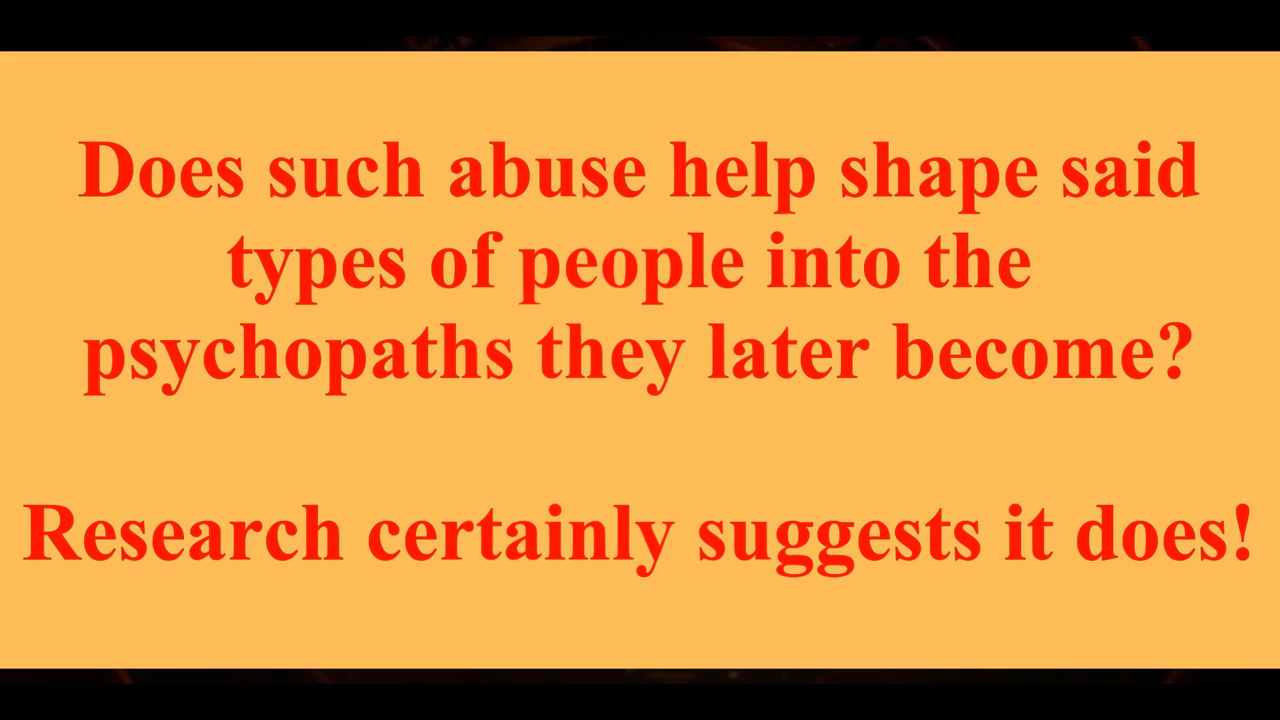 Does such abuse help shape said
types of people into the
psychopaths they later become?
Research certainly suggests it does!